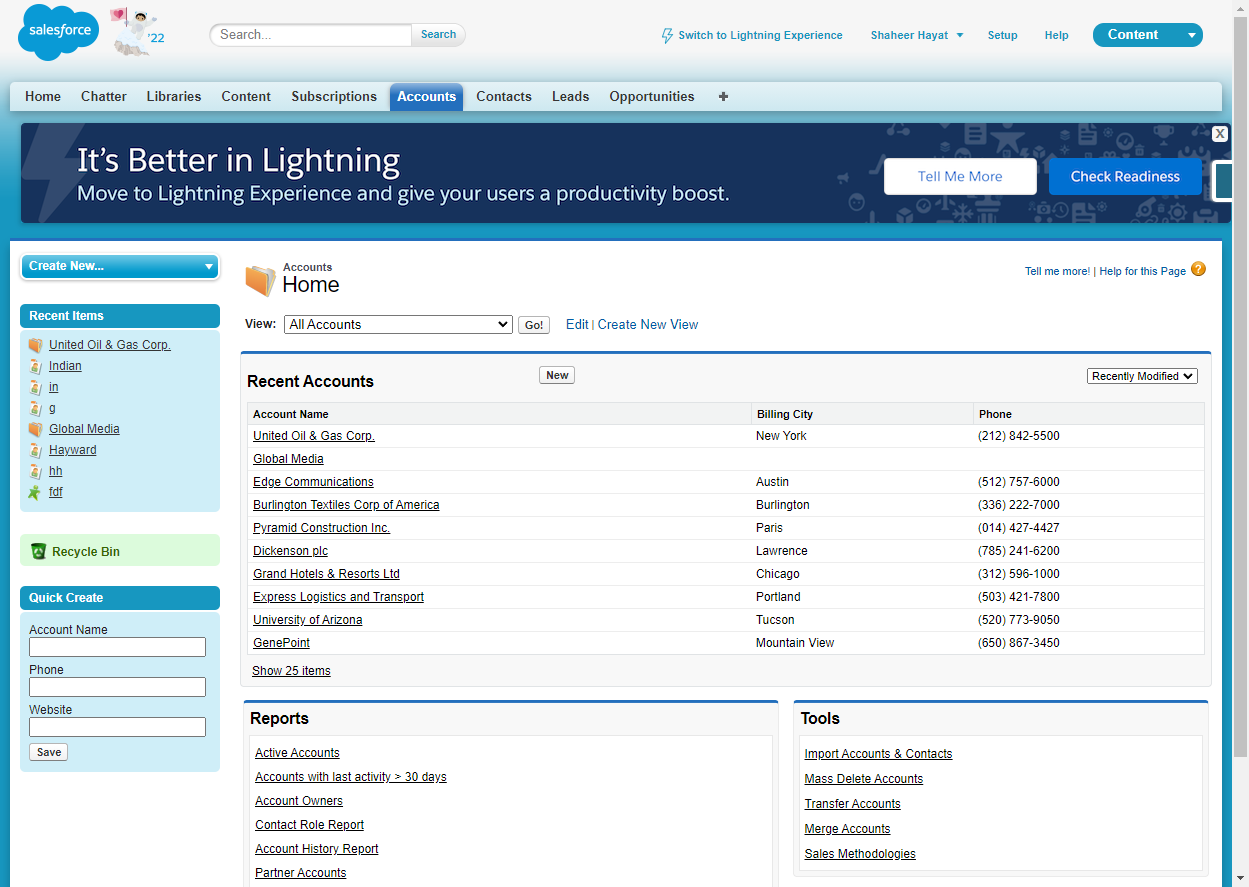 salesforce
'22
Search...
Search
Switch to Lightning Experience
Shaheer Hayat
Setup
Help
Content
Home
Chatter
Libraries
Content
Subscriptions
Accounts
Contacts
Leads
Opportunities
+
It's Better in Lightning
Move to Lightning Experience and give your users a productivity boost.
Tell Me More
Check Readiness
X
Create New...
Recent Items
United Oil & Gas Corp.
Indian
in
g
Global Media
Hayward
hh
fdf
Recycle Bin
Quick Create
Account Name
Phone
Website
Save
Accounts
Home
Tell me more! | Help for this Page ?
View: All Accounts Go! Edit | Create New View
Recent Accounts New Recently Modified
Account Name Billing City Phone
United Oil & Gas Corp. New York (212) 842-5500
Global Media
Edge Communications Austin (512) 757-6000
Burlington Textiles Corp of America Burlington (336) 222-7000
Pyramid Construction Inc. Paris (014) 427-4427
Dickenson plc Lawrence (785) 241-6200
Grand Hotels & Resorts Ltd Chicago (312) 596-1000
Express Logistics and Transport Portland (503) 421-7800
University of Arizona Tucson (520) 773-9050
GenePoint Mountain View (650) 867-3450
Show 25 items
Reports
Active Accounts
Accounts with last activity > 30 days
Account Owners
Contact Role Report
Account History Report
Partner Accounts
Tools
Import Accounts & Contacts
Mass Delete Accounts
Transfer Accounts
Merge Accounts
Sales Methodologies